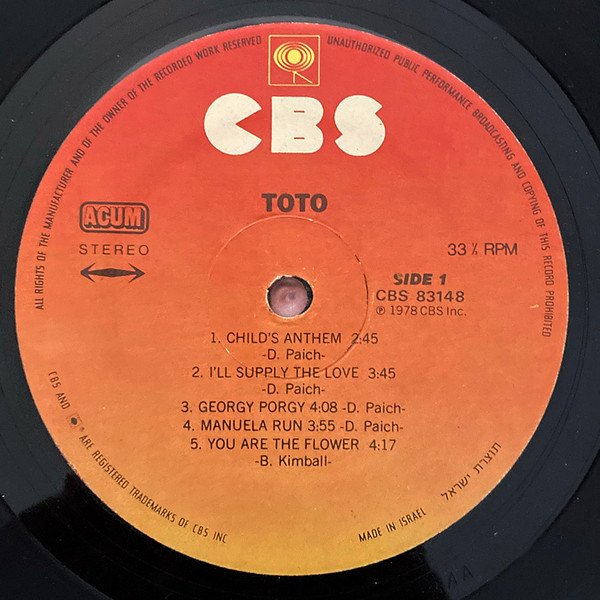 ALL RIGHTS OF THE MANUFACTURER AND OF THE OWNER OF THE RECORDED WORK RESERVED
UNAUTHORIZED PUBLIC PERFORMANCE BROADCASTING AND COPYING OF THIS RECORD PROHIBITED
CBS
TOTO
ACUM
STEREO
33 ⅓ RPM
SIDE 1
CBS 83148
℗ 1978 CBS Inc.
1. CHILD'S ANTHEM 2:45
-D. Paich-
2. I'LL SUPPLY THE LOVE 3:45
-D. Paich-
3. GEORGY PORGY 4:08 -D. Paich-
4. MANUELA RUN 3:55 -D. Paich-
5. YOU ARE THE FLOWER 4:17
-B. Kimball-
CBS AND ® ARE REGISTERED TRADEMARKS OF CBS INC
MADE IN ISRAEL
תוצרת ישראל
AA